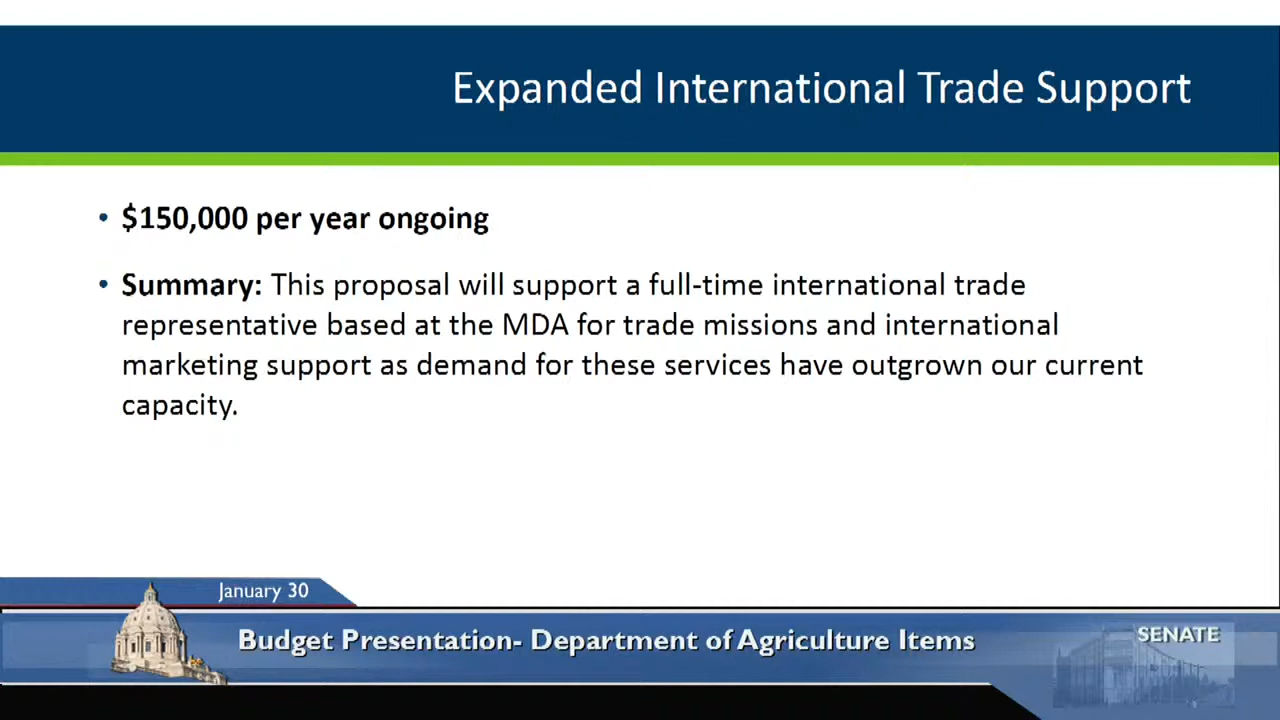 Expanded International Trade Support
• $150,000 per year ongoing
• Summary: This proposal will support a full-time international trade
representative based at the MDA for trade missions and international
marketing support as demand for these services have outgrown our current
capacity.
January 30
Budget Presentation- Department of Agriculture Items
SENATE